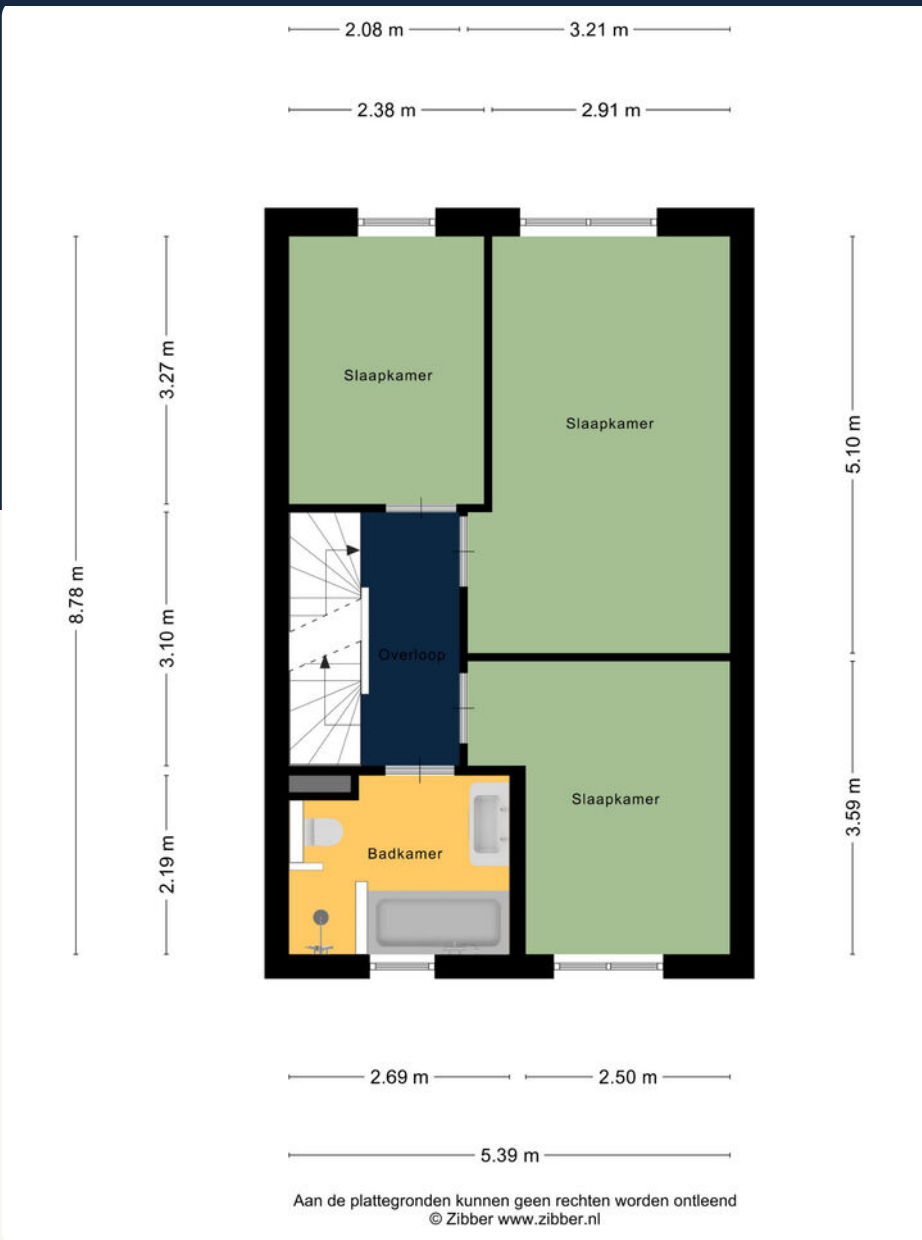 2.08 m
3.21 m
2.38 m
2.91 m
3.27 m
Slaapkamer
Slaapkamer
5.10 m
8.78 m
3.10 m
Overloop
Slaapkamer
3.59 m
2.19 m
Badkamer
2.69 m
2.50 m
5.39 m
Aan de plattegronden kunnen geen rechten worden ontleend
© Zibber www.zibber.nl